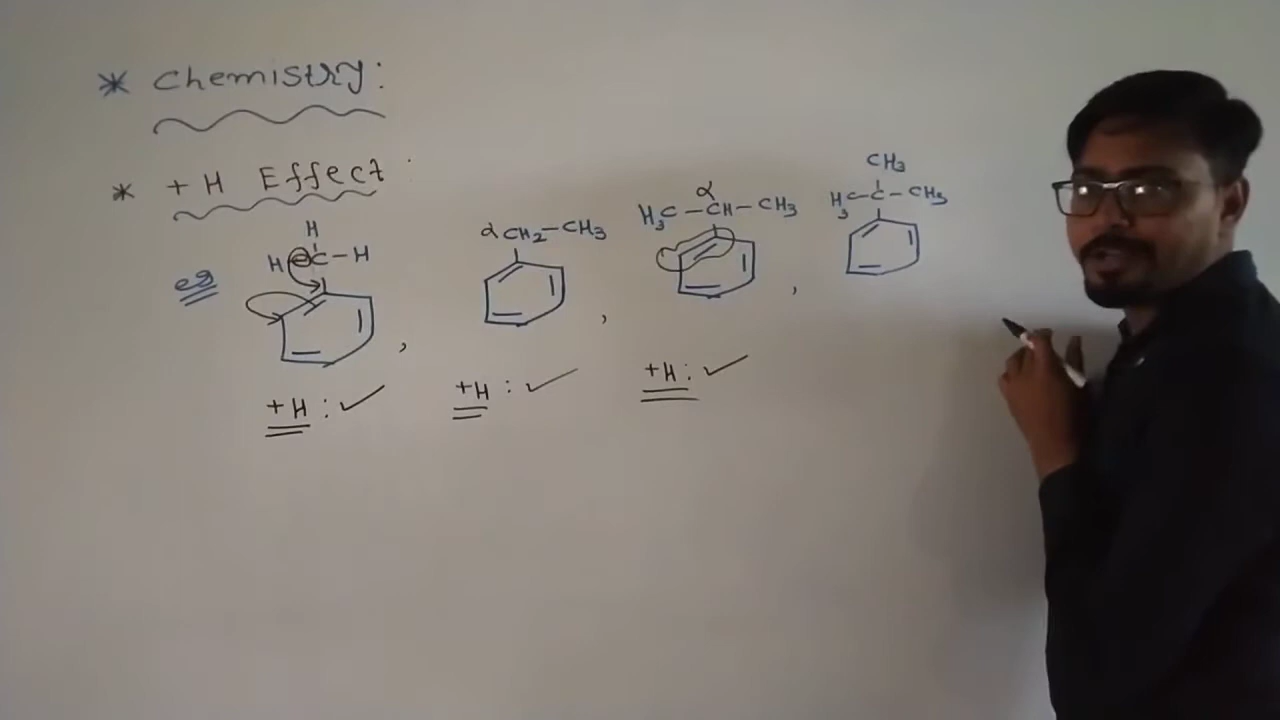 * Chemistry:
* + H Effect:
eg
H
H C - H ,
α CH2-CH3 ,
α
H3C - CH - CH3 ,
CH3
H3C - C - CH3
+H : ✓
+H : ✓
+H : ✓